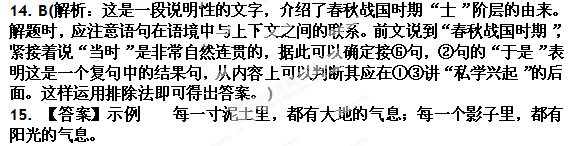 14. B(解析：这是一段说明性的文字，介绍了春秋战国时期“士”阶层的由来。
解题时，应注意语句在语境中与上下文之间的联系。前文说到“春秋战国时期”，
紧接着说“当时”是非常自然连贯的，据此可以确定接⑥句，②句的“于是”表
明这是一个复句中的结果句，从内容上可以判断其应在①③讲“私学兴起”的后
面。这样运用排除法即可得出答案。)
15. 【答案】示例　　每一寸泥土里，都有大地的气息；每一个影子里，都有
阳光的气息。